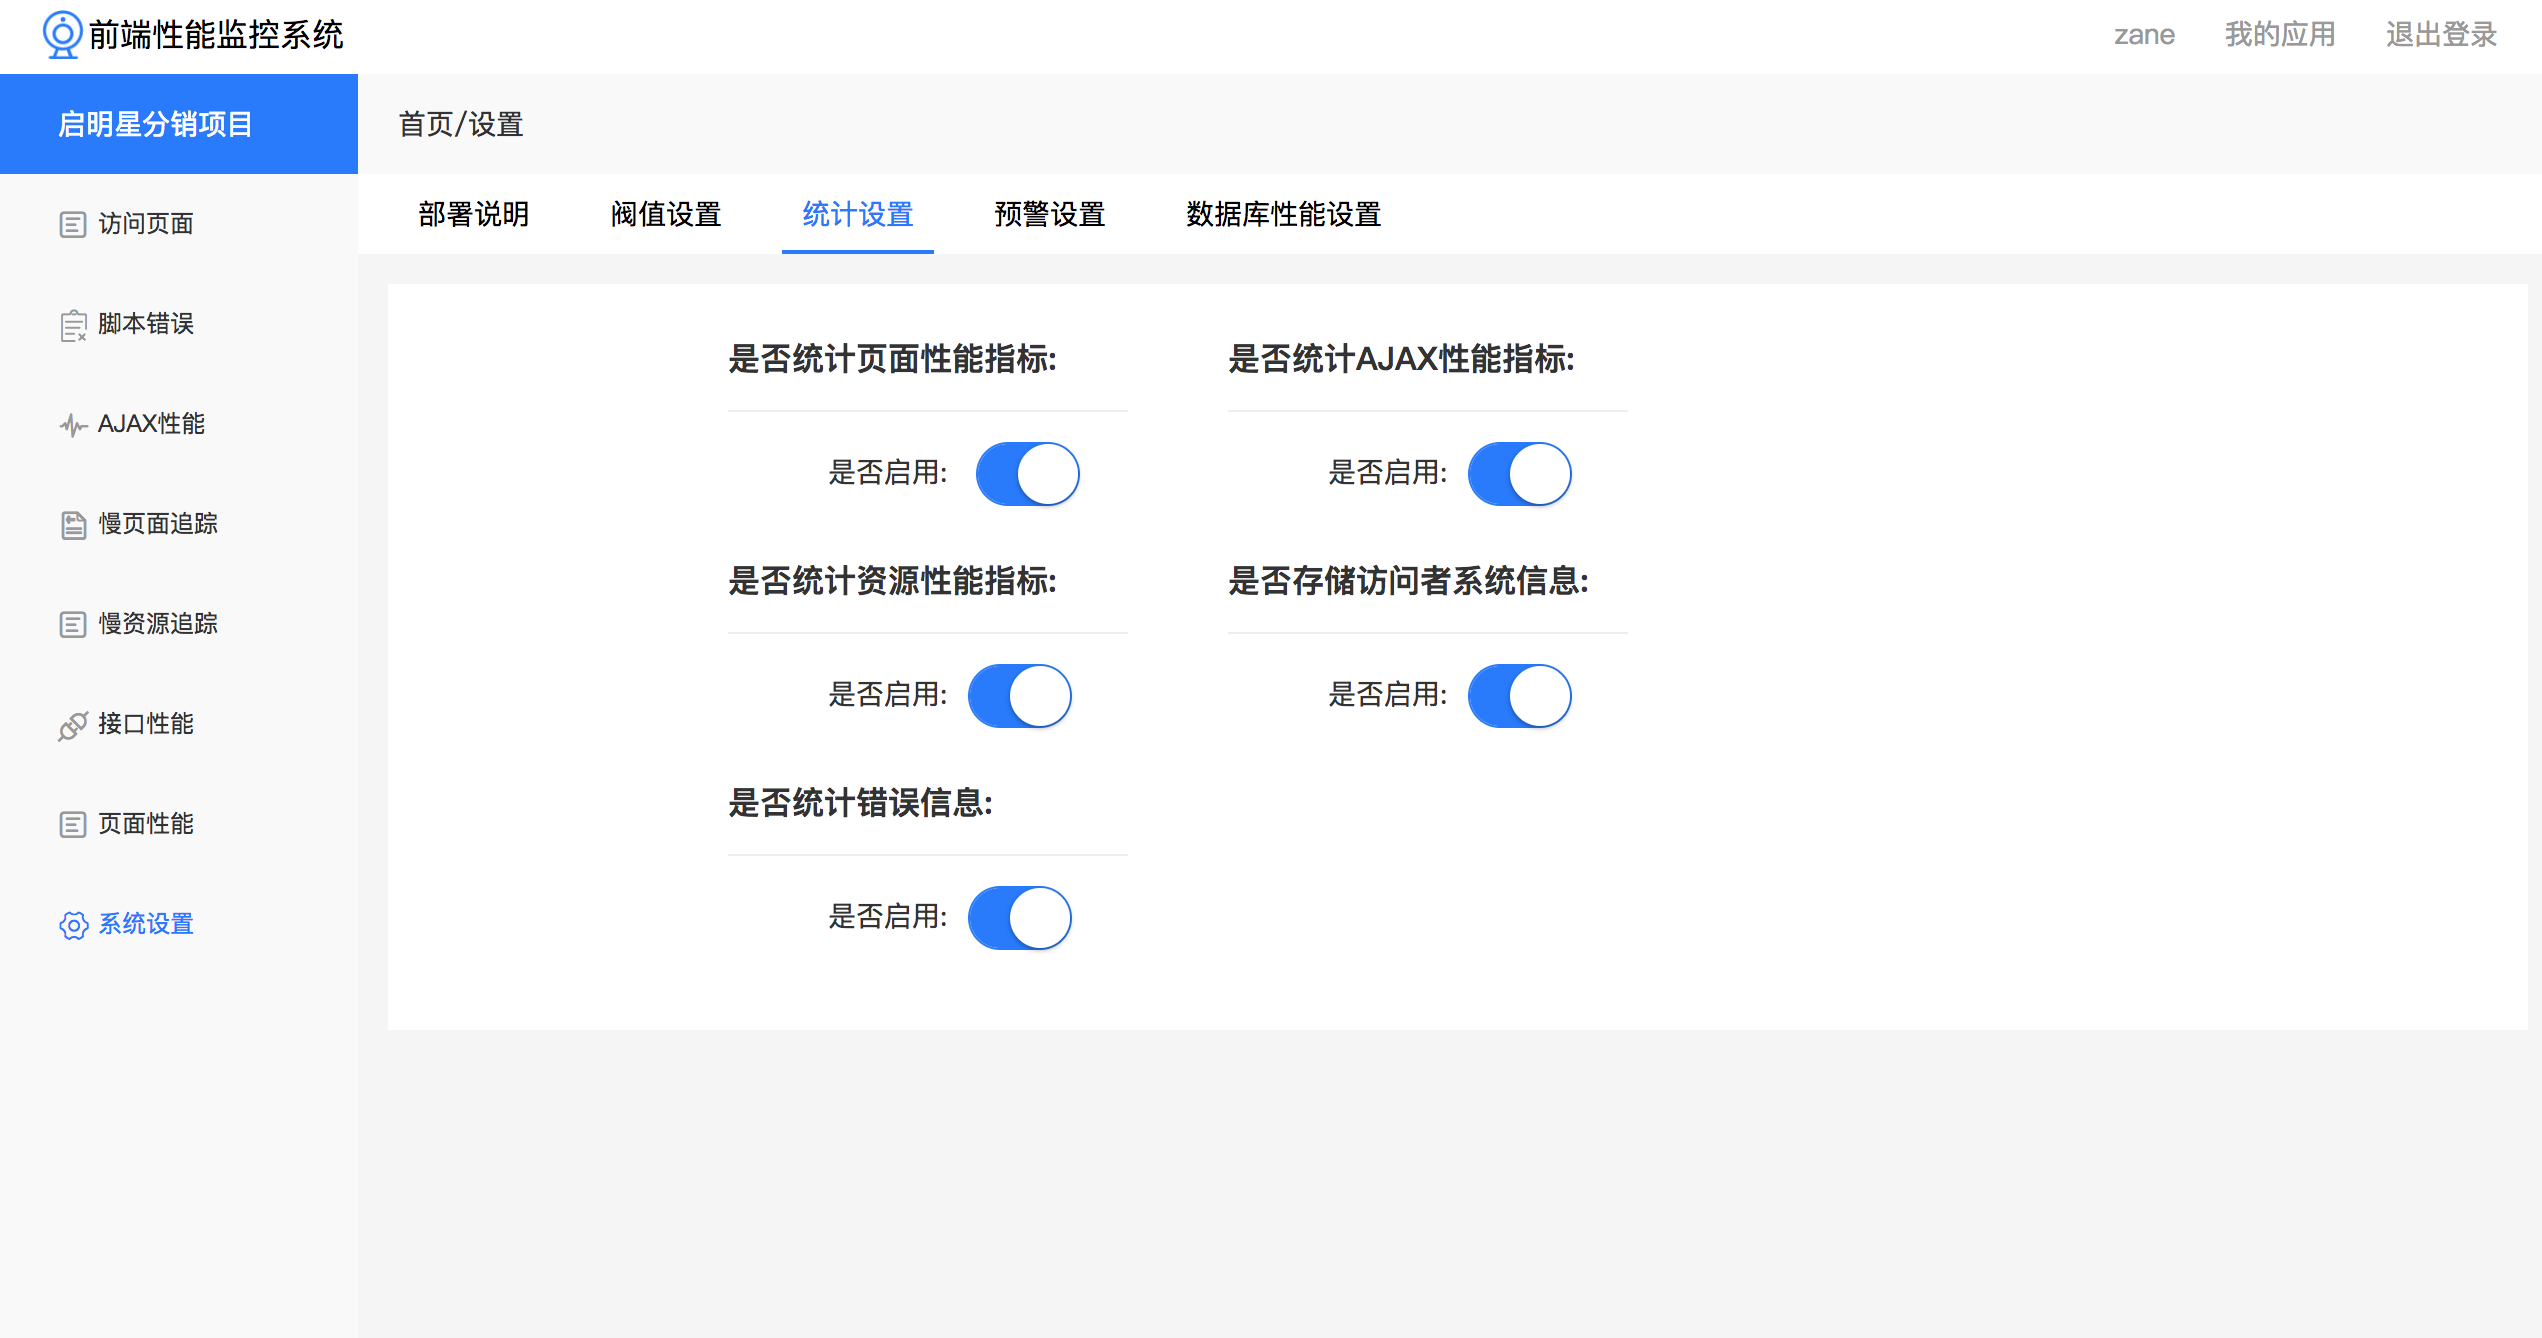 前端性能监控系统
zane 我的应用 退出登录
启明星分销项目
首页/设置
部署说明 阀值设置 统计设置 预警设置 数据库性能设置
访问页面
脚本错误
AJAX性能
慢页面追踪
慢资源追踪
接口性能
页面性能
系统设置
是否统计页面性能指标: 是否统计AJAX性能指标:
是否启用: 是否启用:
是否统计资源性能指标: 是否存储访问者系统信息:
是否启用: 是否启用:
是否统计错误信息:
是否启用: